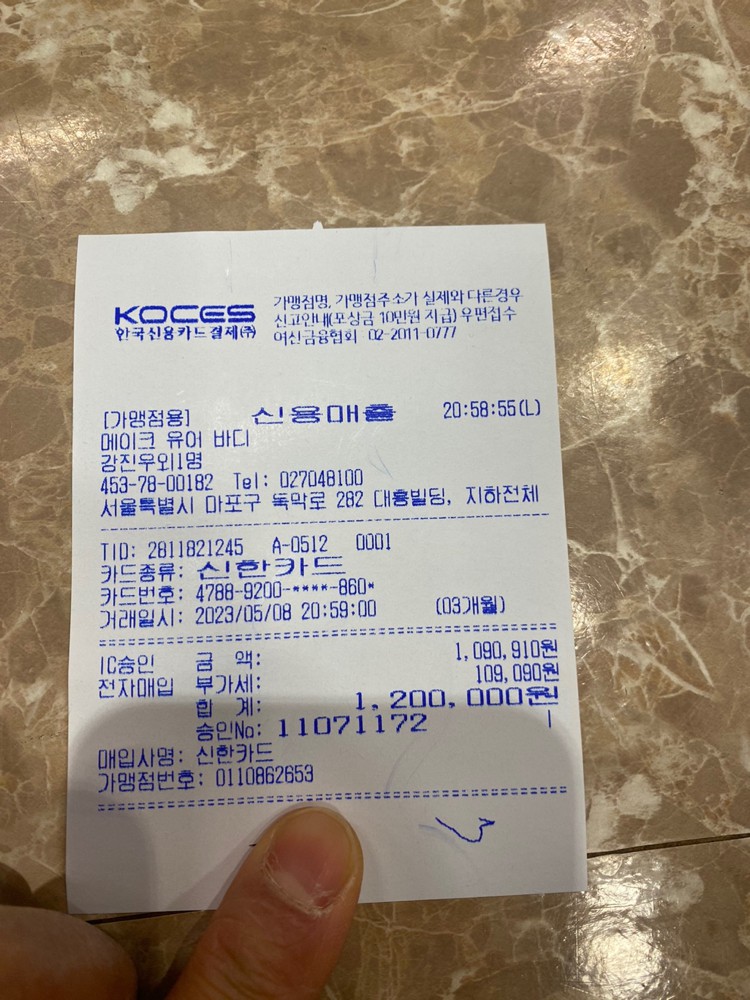 KOCES
한국신용카드결제(주)
가맹점명, 가맹점주소가 실제와 다른경우
신고안내(포상금 10만원 지급) 우편접수
여신금융협회 02-2011-0777
[가맹점용] 신용매출 20:58:55(L)
메이크 유어 바디
강진우외1명
453-78-00182 Tel: 027048100
서울특별시 마포구 독막로 282 대흥빌딩, 지하전체
TID: 2811821245 A-0512 0001
카드종류: 신한카드
카드번호: 4788-9200-****-860*
거래일시: 2023/05/08 20:59:00 (03개월)
IC승인 금 액: 1,090,910원
전자매입 부가세: 109,090원
합 계: 1,200,000원
승인No: 11071172
매입사명: 신한카드
가맹점번호: 0110862653